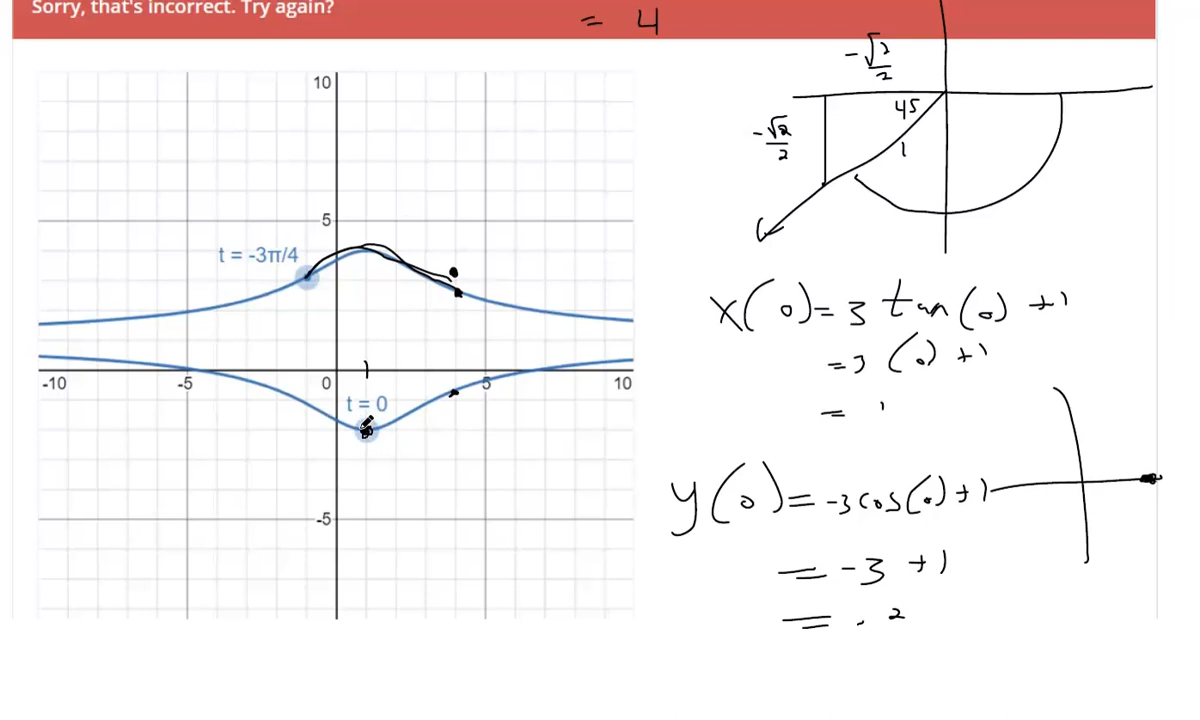 Sorry, that's incorrect. Try again?
= 4
10
5
t = -3π/4
-10
-5
0
5
10
t = 0
-5
-√2/2
45
-√2/2
1
x(0) = 3 tan(0) + 1
= 3 (0) + 1
= 1
y(0) = -3 cos(0) + 1
= -3 + 1
= -2